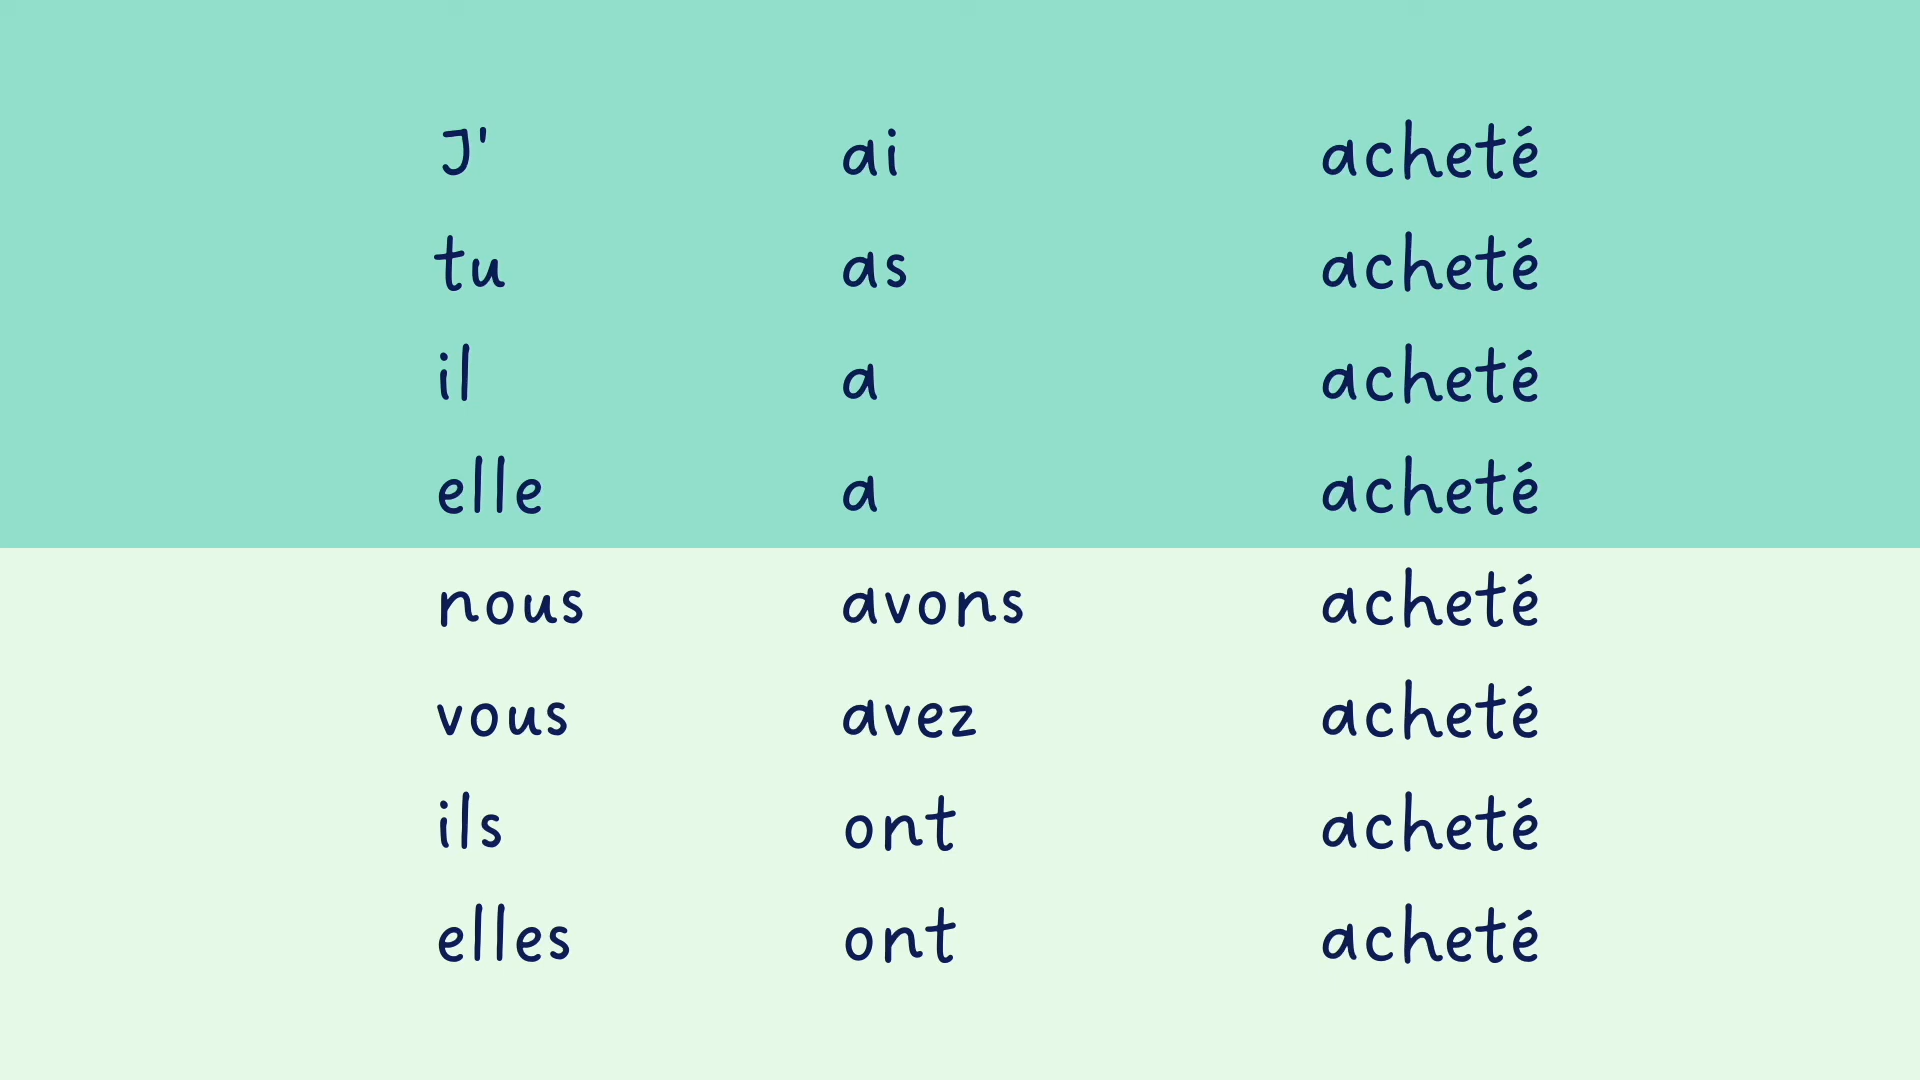 J' ai acheté
tu as acheté
il a acheté
elle a acheté
nous avons acheté
vous avez acheté
ils ont acheté
elles ont acheté